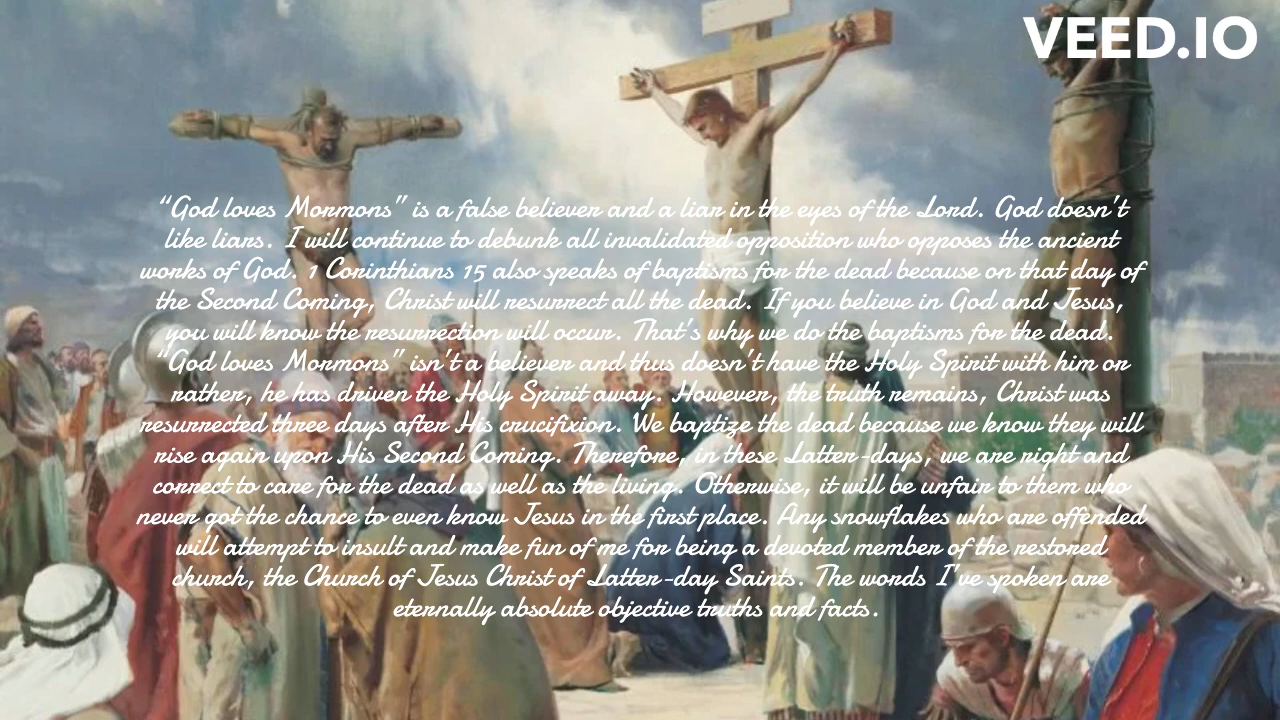 VEED.IO
"God loves Mormons" is a false believer and a liar in the eyes of the Lord. God doesn't
like liars. I will continue to debunk all invalidated opposition who opposes the ancient
works of God. 1 Corinthians 15 also speaks of baptisms for the dead because on that day of
the Second Coming, Christ will resurrect all the dead. If you believe in God and Jesus,
you will know the resurrection will occur. That's why we do the baptisms for the dead.
"God loves Mormons" isn't a believer and thus doesn't have the Holy Spirit with him or
rather, he has driven the Holy Spirit away. However, the truth remains, Christ was
resurrected three days after His crucifixion. We baptize the dead because we know they will
rise again upon His Second Coming. Therefore, in these Latter-days, we are right and
correct to care for the dead as well as the living. Otherwise, it will be unfair to them who
never got the chance to even know Jesus in the first place. Any snowflakes who are offended
will attempt to insult and make fun of me for being a devoted member of the restored
church, the Church of Jesus Christ of Latter-day Saints. The words I've spoken are
eternally absolute objective truths and facts.